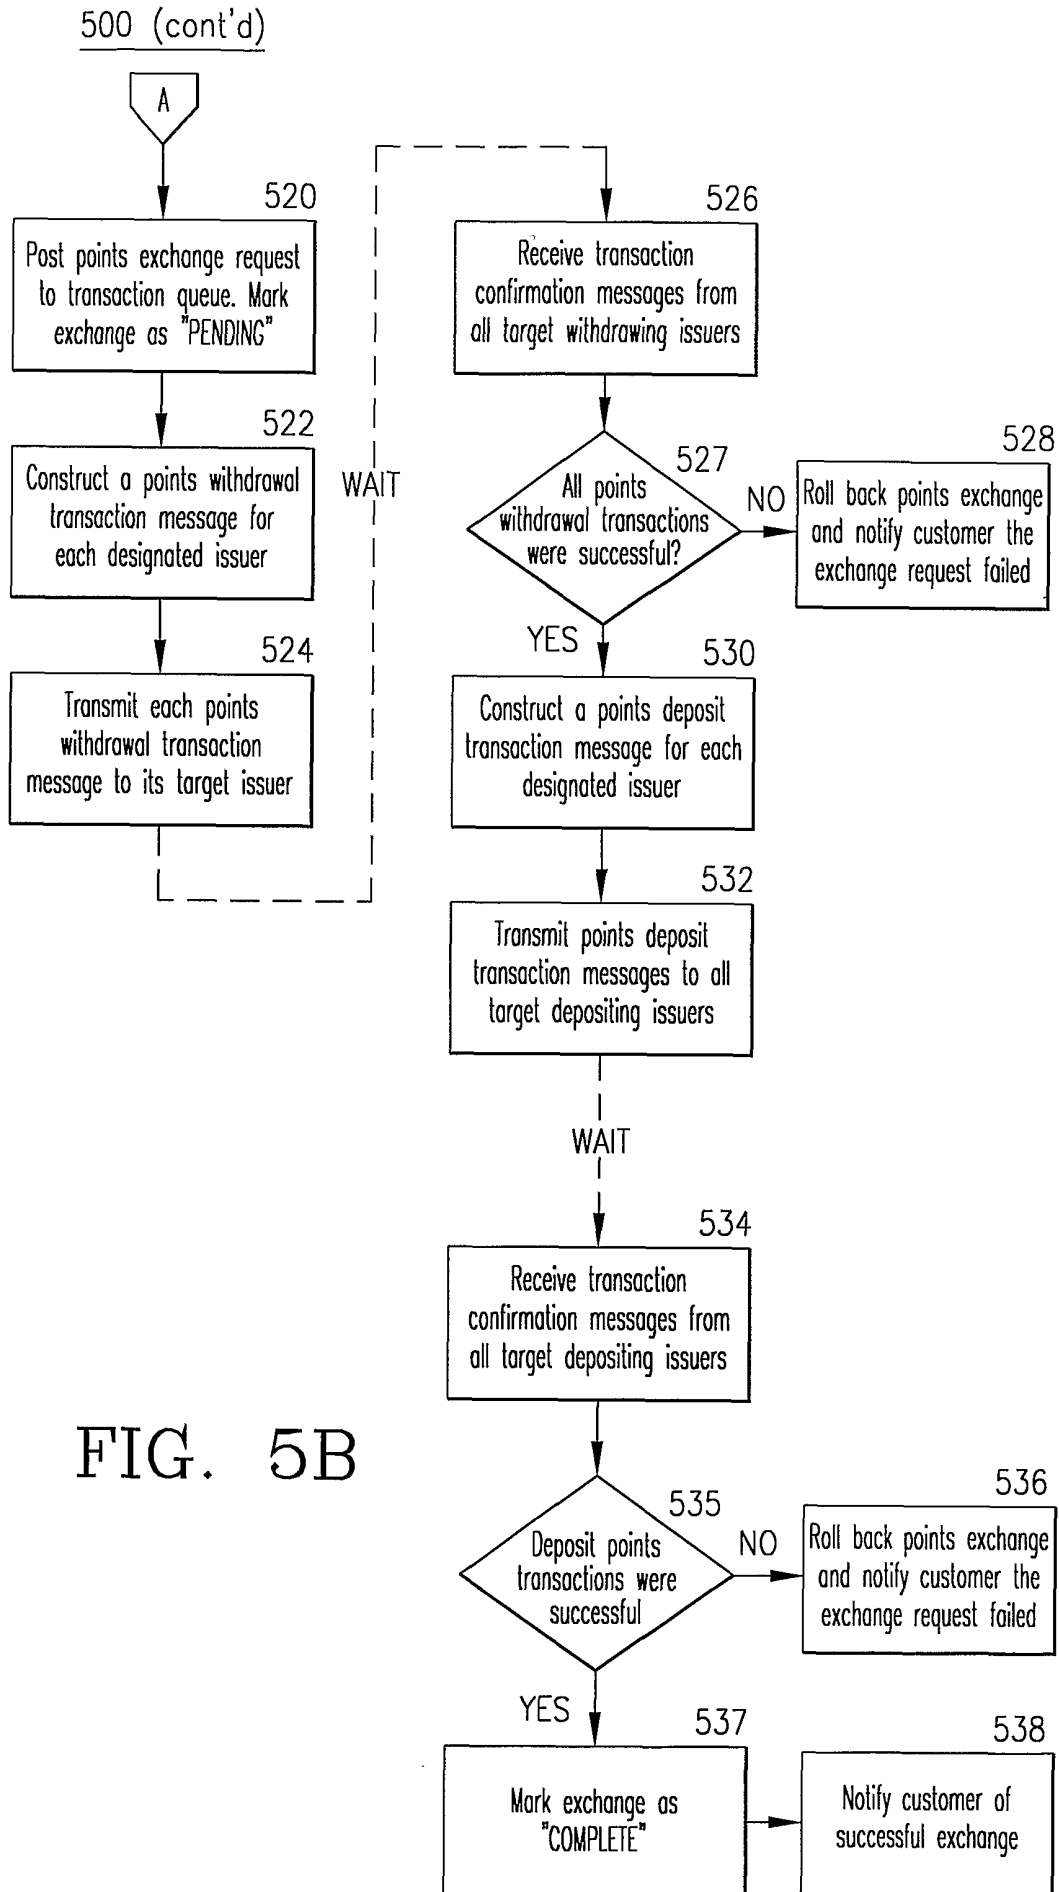 500 (cont'd)
A
520
Post points exchange request
to transaction queue. Mark
exchange as "PENDING"
522
Construct a points withdrawal
transaction message for
each designated issuer
524
Transmit each points
withdrawal transaction
message to its target issuer
WAIT
526
Receive transaction
confirmation messages from
all target withdrawing issuers
527
All points
withdrawal transactions
were successful?
NO
528
Roll back points exchange
and notify customer the
exchange request failed
YES
530
Construct a points deposit
transaction message for each
designated issuer
532
Transmit points deposit
transaction messages to all
target depositing issuers
WAIT
534
Receive transaction
confirmation messages from
all target depositing issuers
535
Deposit points
transactions were
successful
NO
536
Roll back points exchange
and notify customer the
exchange request failed
YES
537
Mark exchange as
"COMPLETE"
538
Notify customer of
successful exchange
FIG. 5B